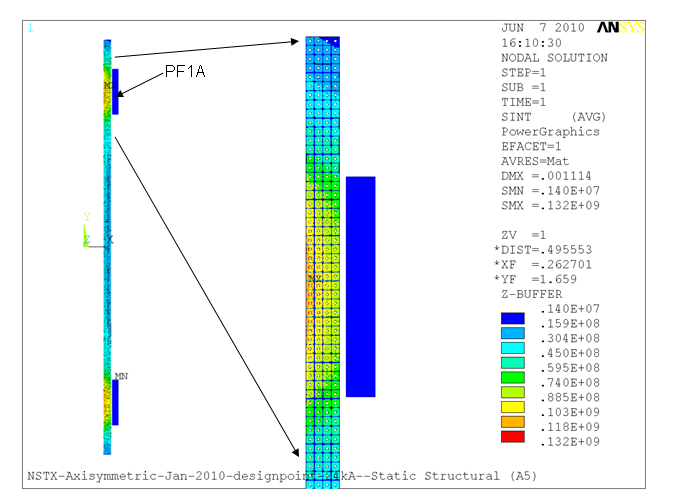 1
JUN 7 2010 ANSYS
16:10:30
NODAL SOLUTION
STEP=1
SUB =1
TIME=1
SINT (AVG)
PowerGraphics
EFACET=1
AVRES=Mat
DMX =.001114
SMN =.140E+07
SMX =.132E+09
ZV =1
*DIST=.495553
*XF =.262701
*YF =1.659
Z-BUFFER
.140E+07
.159E+08
.304E+08
.450E+08
.595E+08
.740E+08
.885E+08
.103E+09
.118E+09
.132E+09
PF1A
MX
Y
Z X
MN
MX
NSTX-Axisymmetric-Jan-2010-designpoint kA--Static Structural (A5)